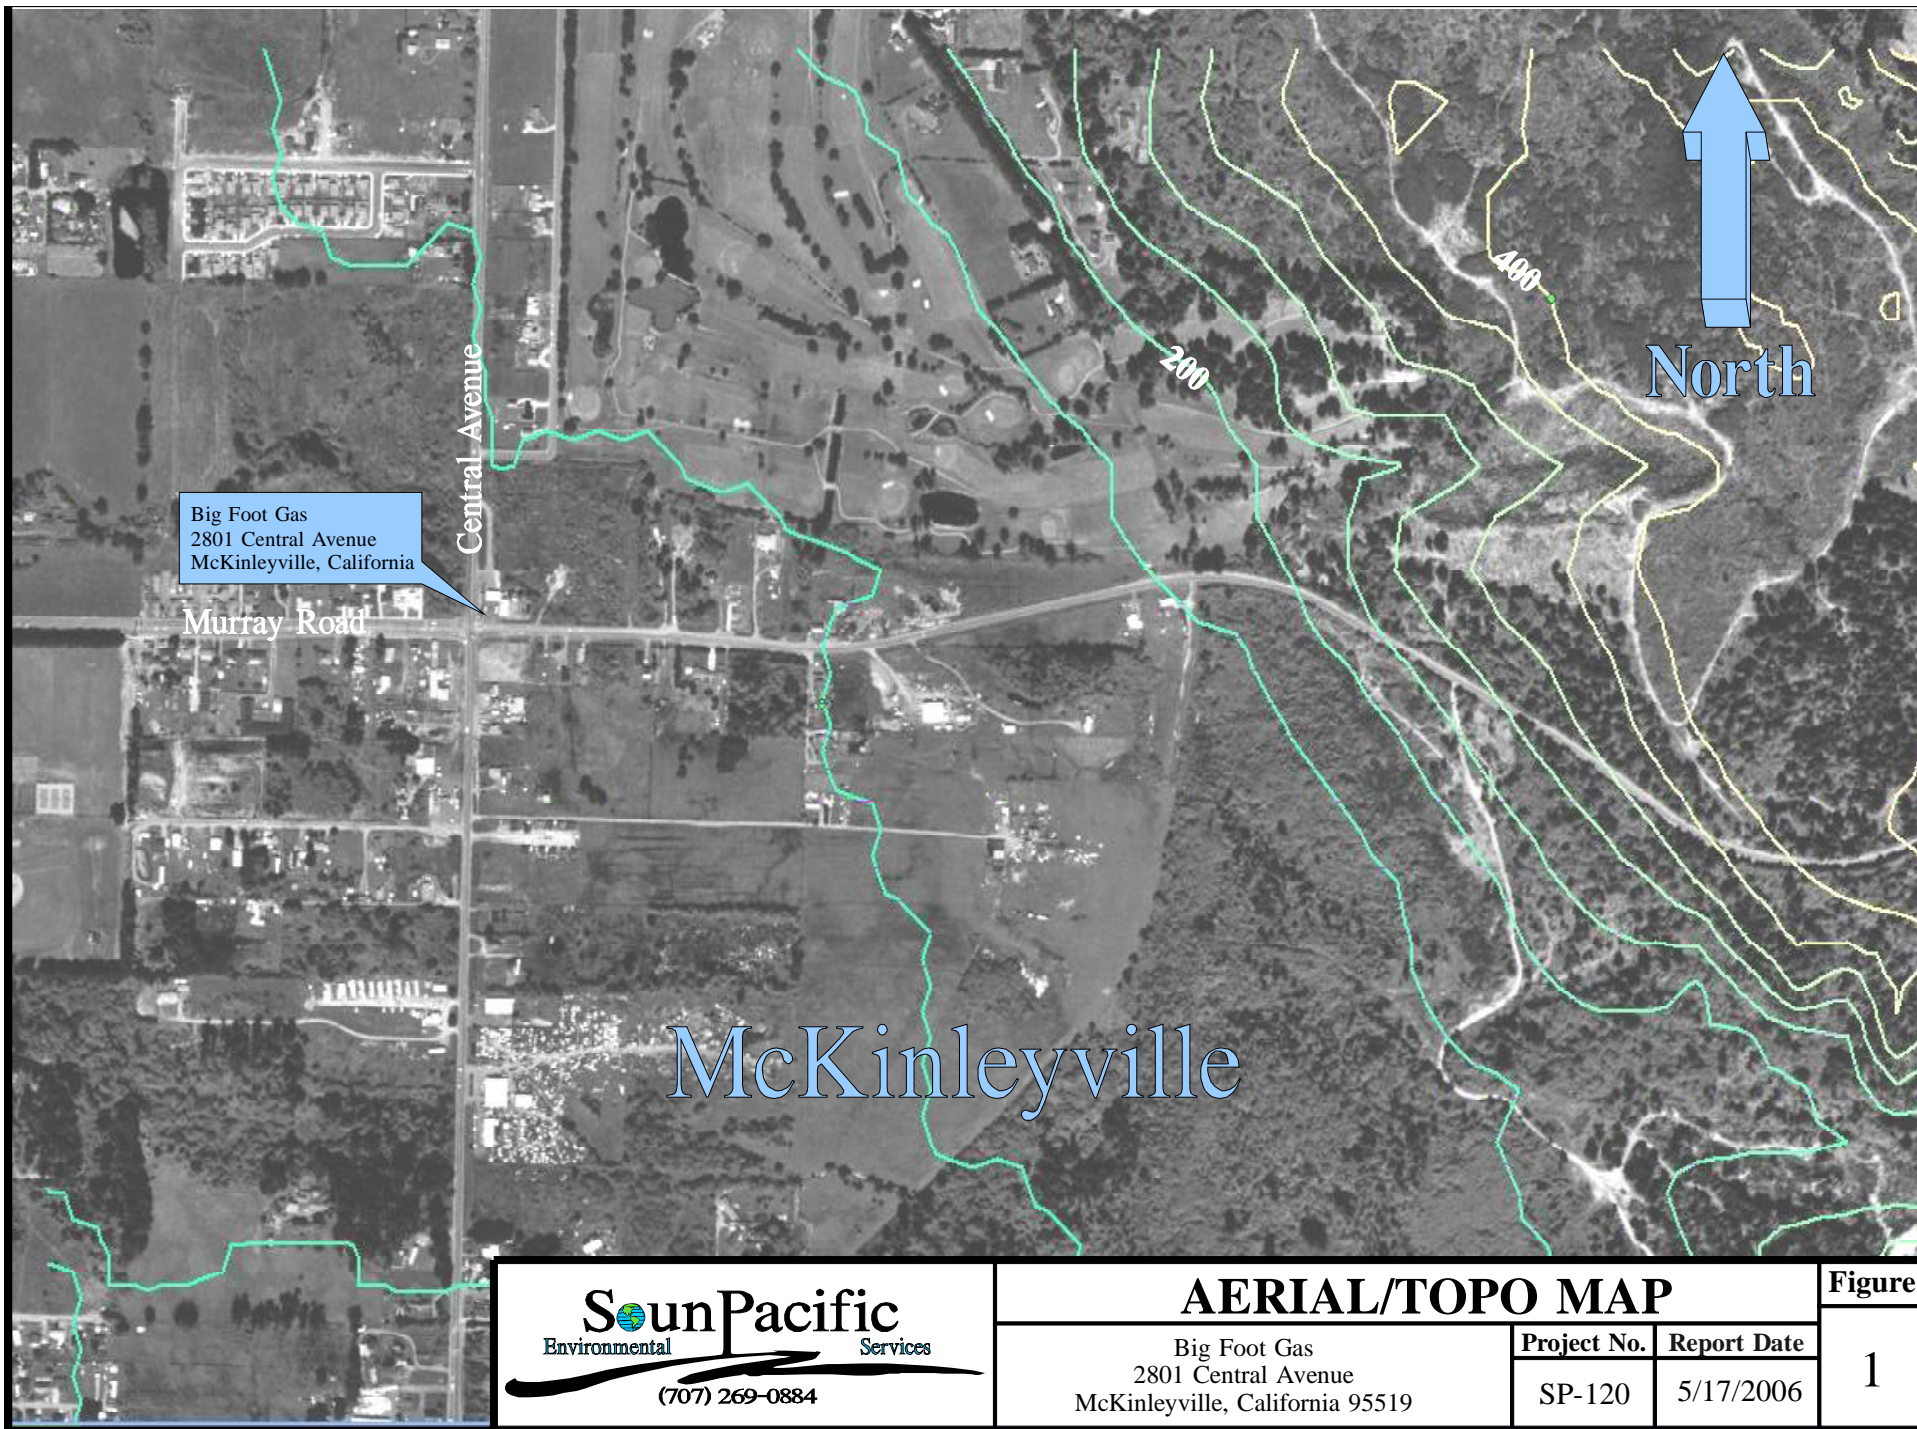 400
North
200
Central Avenue
Big Foot Gas
2801 Central Avenue
McKinleyville, California
Murray Road
McKinleyville
SounPacific
Environmental Services
(707) 269-0884
AERIAL/TOPO MAP
Big Foot Gas
2801 Central Avenue
McKinleyville, California 95519
Project No.
SP-120
Report Date
5/17/2006
Figure
1